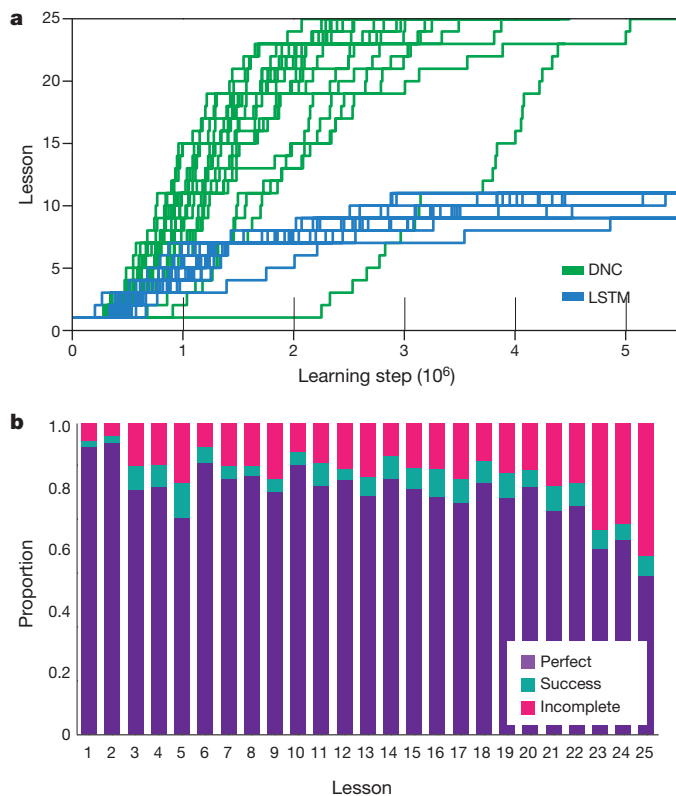 a
25
20
15
10
5
0
Lesson
DNC
LSTM
0 1 2 3 4 5
Learning step (10⁶)
b
1.0
0.8
0.6
0.4
0.2
0
Proportion
Perfect
Success
Incomplete
1 2 3 4 5 6 7 8 9 10 11 12 13 14 15 16 17 18 19 20 21 22 23 24 25
Lesson